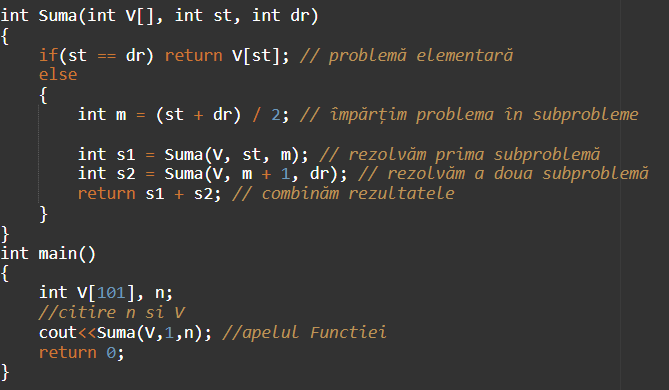 int Suma(int V[], int st, int dr)
{
if(st == dr) return V[st]; // problemă elementară
else
{
int m = (st + dr) / 2; // împărțim problema în subprobleme
int s1 = Suma(V, st, m); // rezolvăm prima subproblemă
int s2 = Suma(V, m + 1, dr); // rezolvăm a doua subproblemă
return s1 + s2; // combinăm rezultatele
}
}
int main()
{
int V[101], n;
//citire n si V
cout<<Suma(V,1,n); //apelul Functiei
return 0;
}